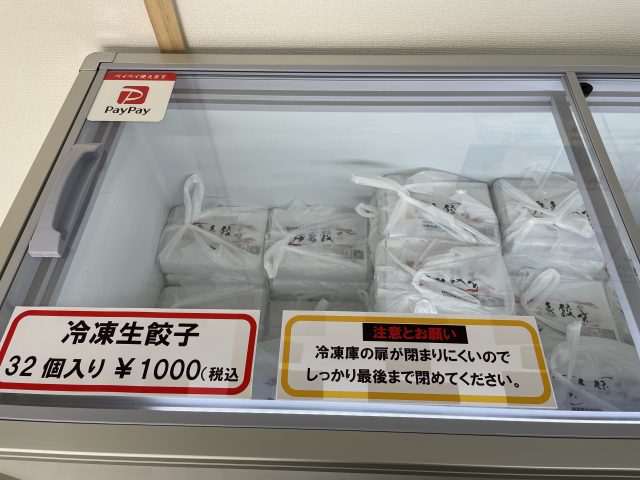 ペイペイ使えます
PayPay
冷凍生餃子
32個入り ¥1000(税込
注意とお願い
冷凍庫の扉が閉まりにくいので
しっかり最後まで閉めてください。